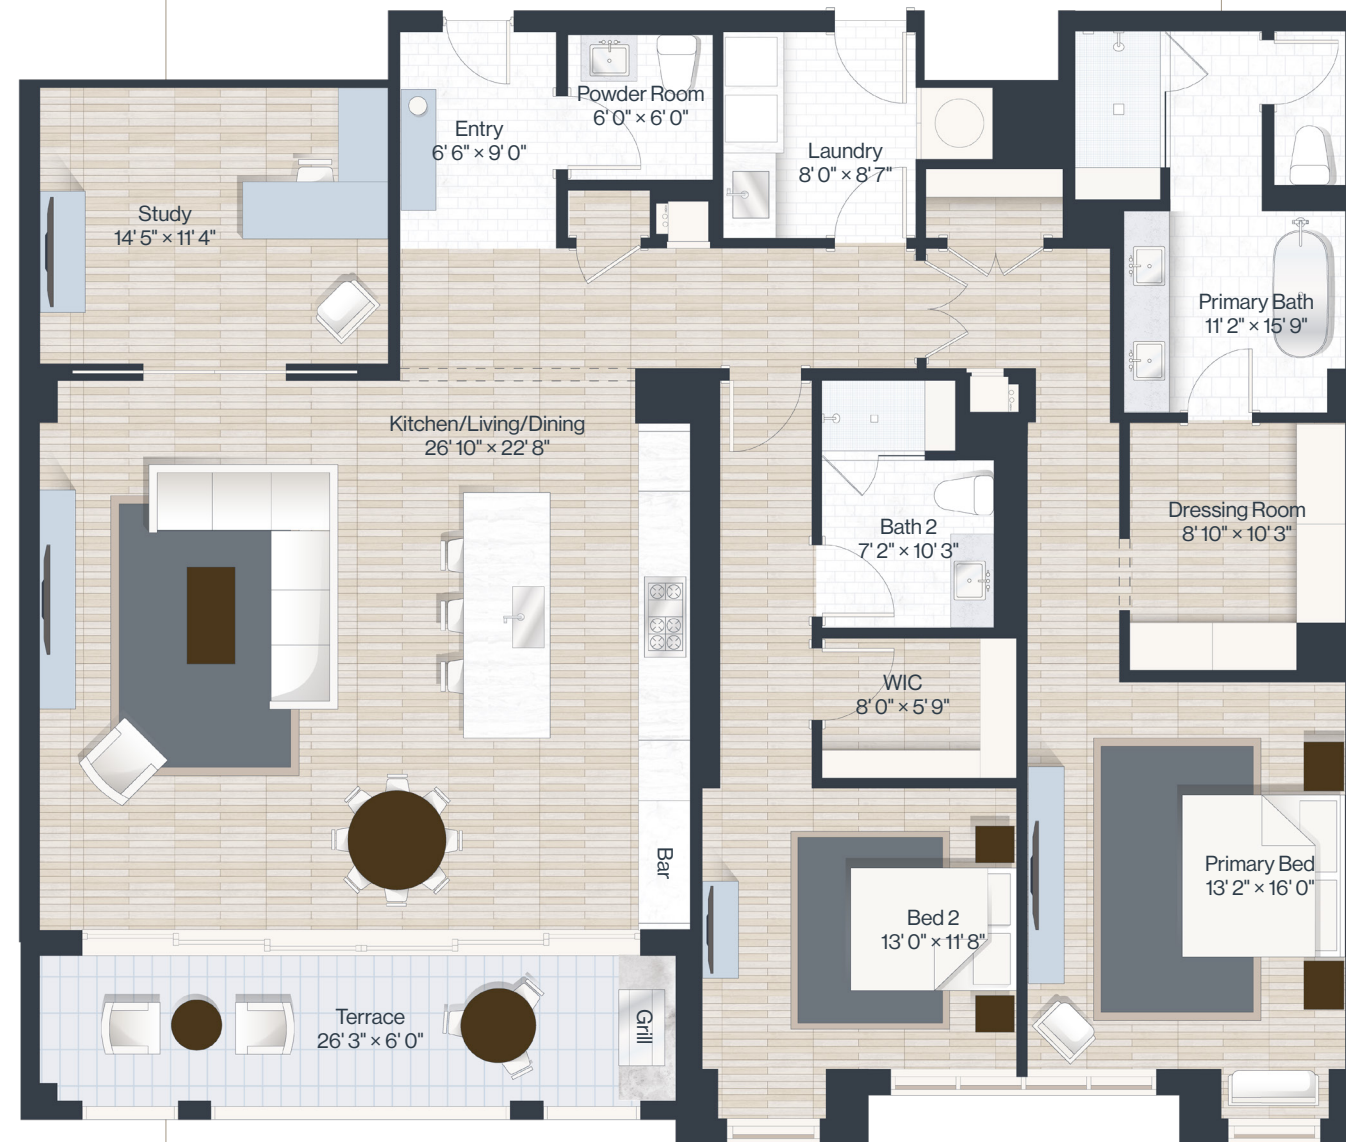 Powder Room
6' 0" × 6' 0"
Entry
6' 6" × 9' 0"
Laundry
8' 0" × 8' 7"
Study
14' 5" × 11' 4"
Primary Bath
11' 2" × 15' 9"
Kitchen/Living/Dining
26' 10" × 22' 8"
Dressing Room
8' 10" × 10' 3"
Bath 2
7' 2" × 10' 3"
WIC
8' 0" × 5' 9"
Bar
Primary Bed
13' 2" × 16' 0"
Bed 2
13' 0" × 11' 8"
Terrace
26' 3" × 6' 0"
Grill